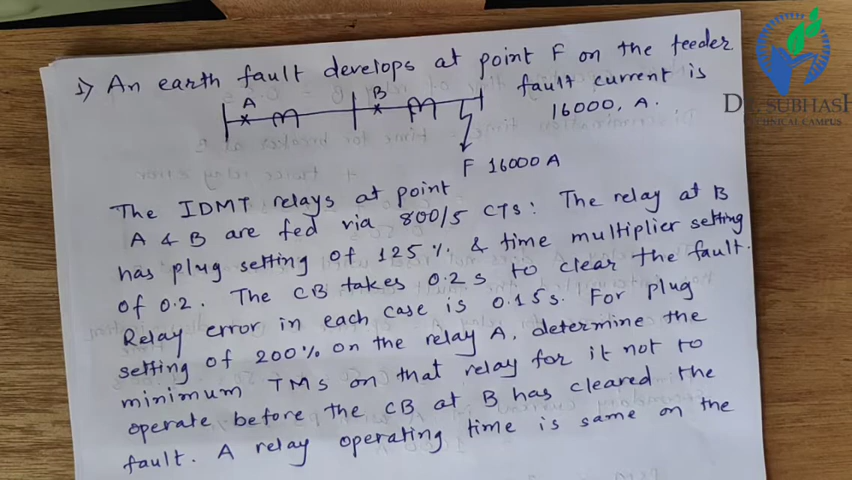 1) An earth fault develops at point F on the feeder
fault current is
16000, A.
A
B
F 16000 A
The IDMT relays at point
A & B are fed via 800/5 CTs: The relay at B
has plug setting of 125 % & time multiplier setting
of 0.2. The CB takes 0.2 s to clear the fault.
Relay error in each case is 0.15s. For plug
setting of 200% on the relay A, determine the
minimum TMS on that relay for it not to
operate before the CB at B has cleared the
fault. A relay operating time is same on the
DR. SUBHASH
TECHNICAL CAMPUS